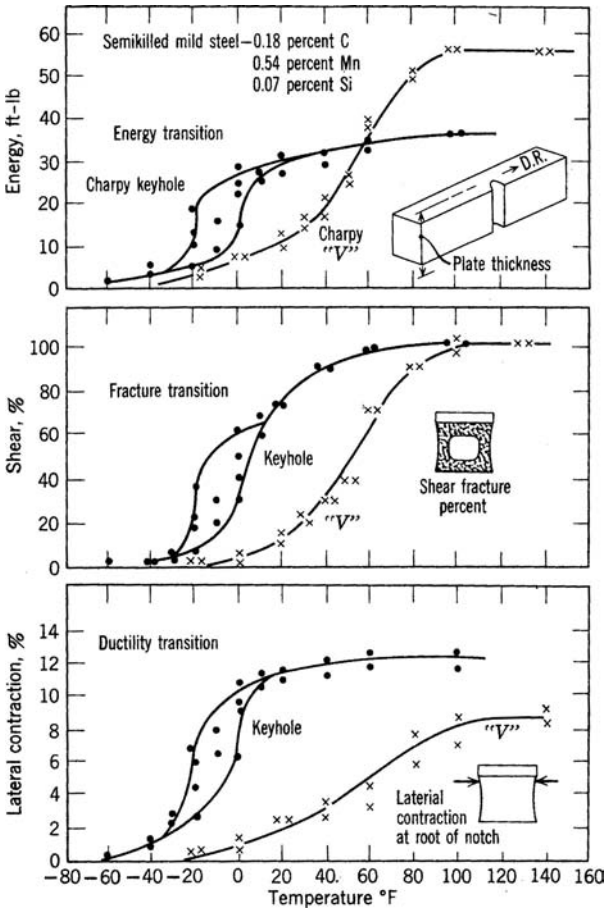 Energy, ft-lb
60
50
40
30
20
10
0
Semikilled mild steel—0.18 percent C
0.54 percent Mn
0.07 percent Si
Energy transition
Charpy keyhole
Charpy
"V"
D.R.
Plate thickness
Shear, %
100
80
60
40
20
0
Fracture transition
Keyhole
"V"
Shear fracture
percent
Lateral contraction, %
14
12
10
8
6
4
2
0
Ductility transition
Keyhole
"V"
Laterial
contraction
at root of notch
-80 -60 -40 -20 0 20 40 60 80 100 120 140 160
Temperature °F